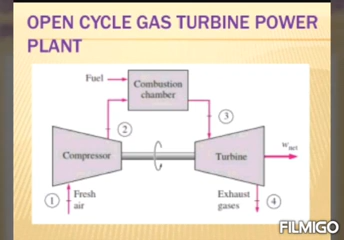 OPEN CYCLE GAS TURBINE POWER
PLANT
Fuel
Combustion
chamber
2
3
Compressor
Turbine
Wnet
1
Fresh
air
Exhaust
gases
4
FILMIGO